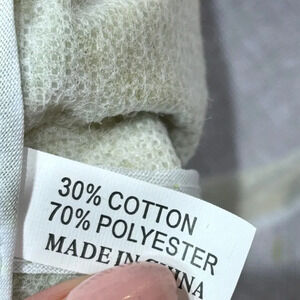 30% COTTON
70% POLYESTER
MADE IN CHINA